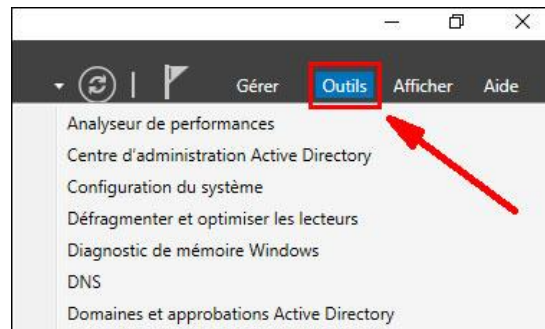 Gérer Outils Afficher Aide
Analyseur de performances
Centre d'administration Active Directory
Configuration du système
Défragmenter et optimiser les lecteurs
Diagnostic de mémoire Windows
DNS
Domaines et approbations Active Directory